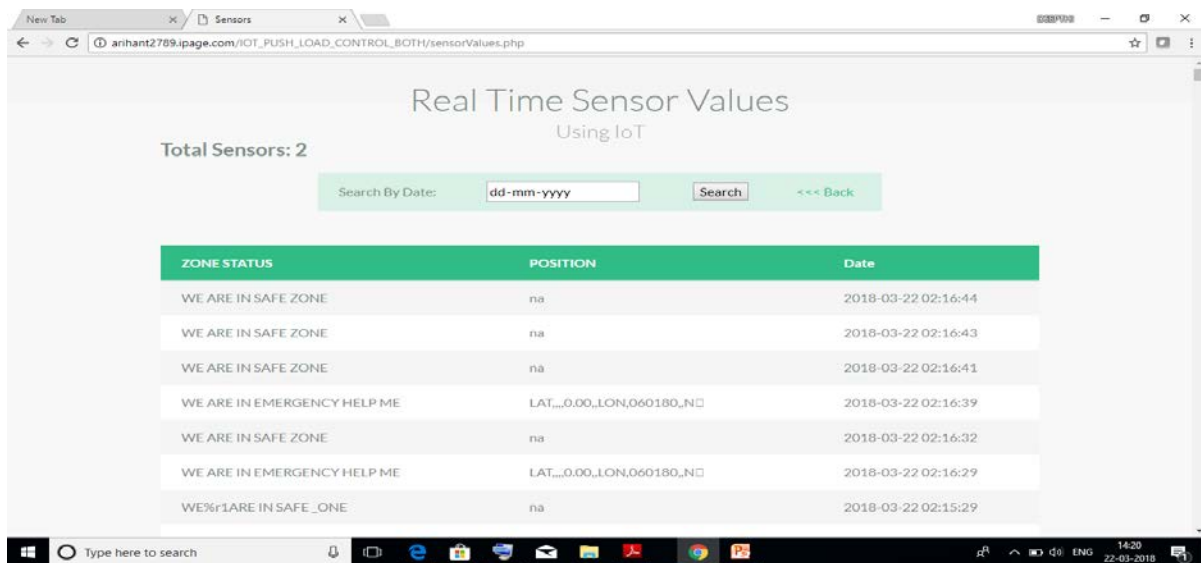 New Tab
Sensors
arihant2789.ipage.com/IOT_PUSH_LOAD_CONTROL_BOTH/sensorValues.php
Real Time Sensor Values
Using IoT
Total Sensors: 2
Search By Date: dd-mm-yyyy Search <<< Back
ZONE STATUS POSITION Date
WE ARE IN SAFE ZONE na 2018-03-22 02:16:44
WE ARE IN SAFE ZONE na 2018-03-22 02:16:43
WE ARE IN SAFE ZONE na 2018-03-22 02:16:41
WE ARE IN EMERGENCY HELP ME LAT,,,,0.00,,LON,060180,,N□ 2018-03-22 02:16:39
WE ARE IN SAFE ZONE na 2018-03-22 02:16:32
WE ARE IN EMERGENCY HELP ME LAT,,,,0.00,,LON,060180,,N□ 2018-03-22 02:16:29
WE%r1ARE IN SAFE _ONE na 2018-03-22 02:15:29
Type here to search ENG 14:20
22-03-2018